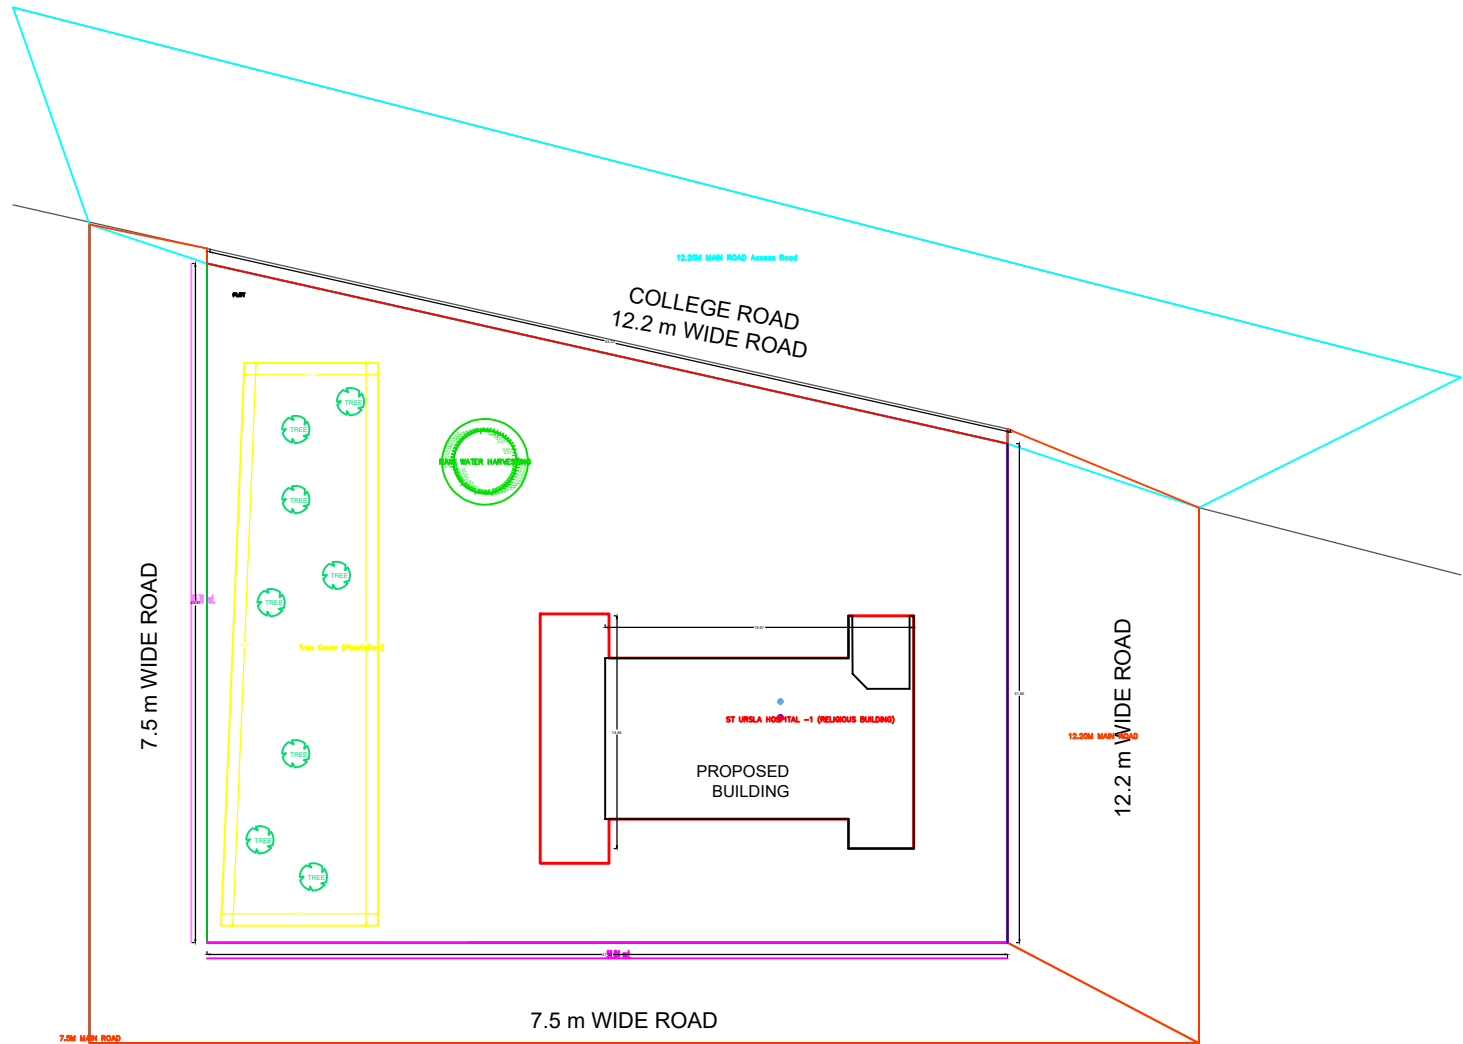 12.20M MAIN ROAD Access Road
COLLEGE ROAD
12.2 m WIDE ROAD
TREE
TREE
RAIN WATER HARVESTING
TREE
TREE
TREE
7.5 m WIDE ROAD
Tree Cover (Plantation)
ST URSLA HOSPITAL -1 (RELIGIOUS BUILDING)
12.20M MAIN ROAD
12.2 m WIDE ROAD
PROPOSED
BUILDING
TREE
TREE
TREE
7.5 m WIDE ROAD
7.5M MAIN ROAD